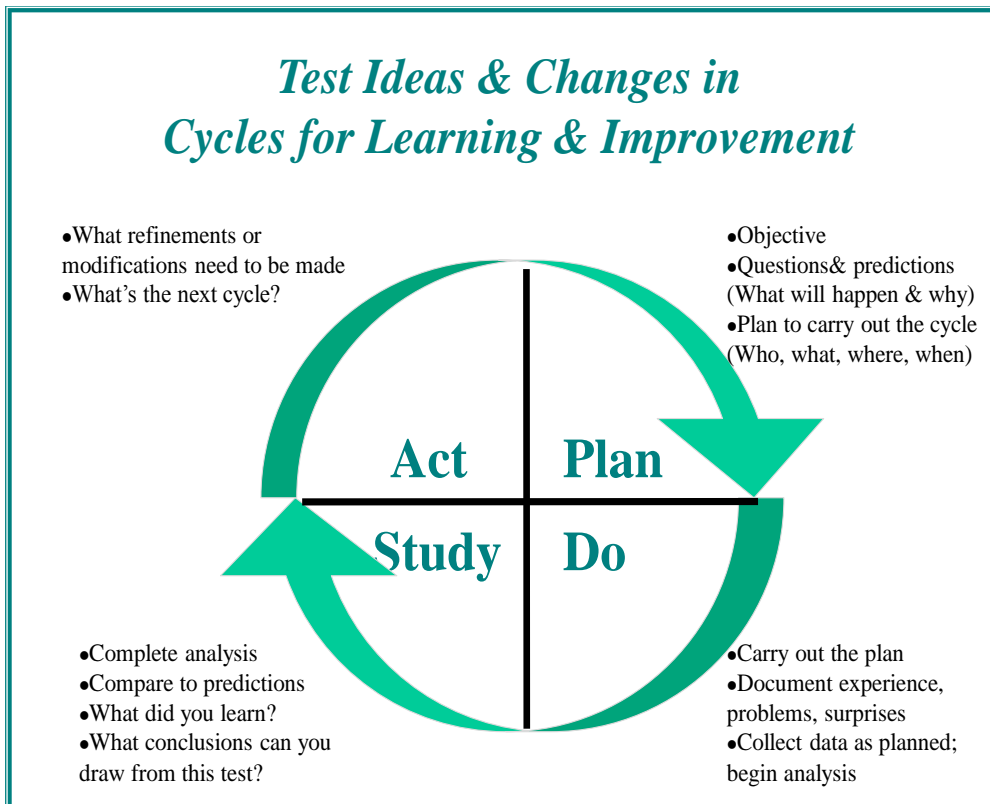 Test Ideas & Changes in
Cycles for Learning & Improvement
●What refinements or
modifications need to be made
●What’s the next cycle?
●Objective
●Questions& predictions
(What will happen & why)
●Plan to carry out the cycle
(Who, what, where, when)
Act
Plan
Study
Do
●Complete analysis
●Compare to predictions
●What did you learn?
●What conclusions can you
draw from this test?
●Carry out the plan
●Document experience,
problems, surprises
●Collect data as planned;
begin analysis